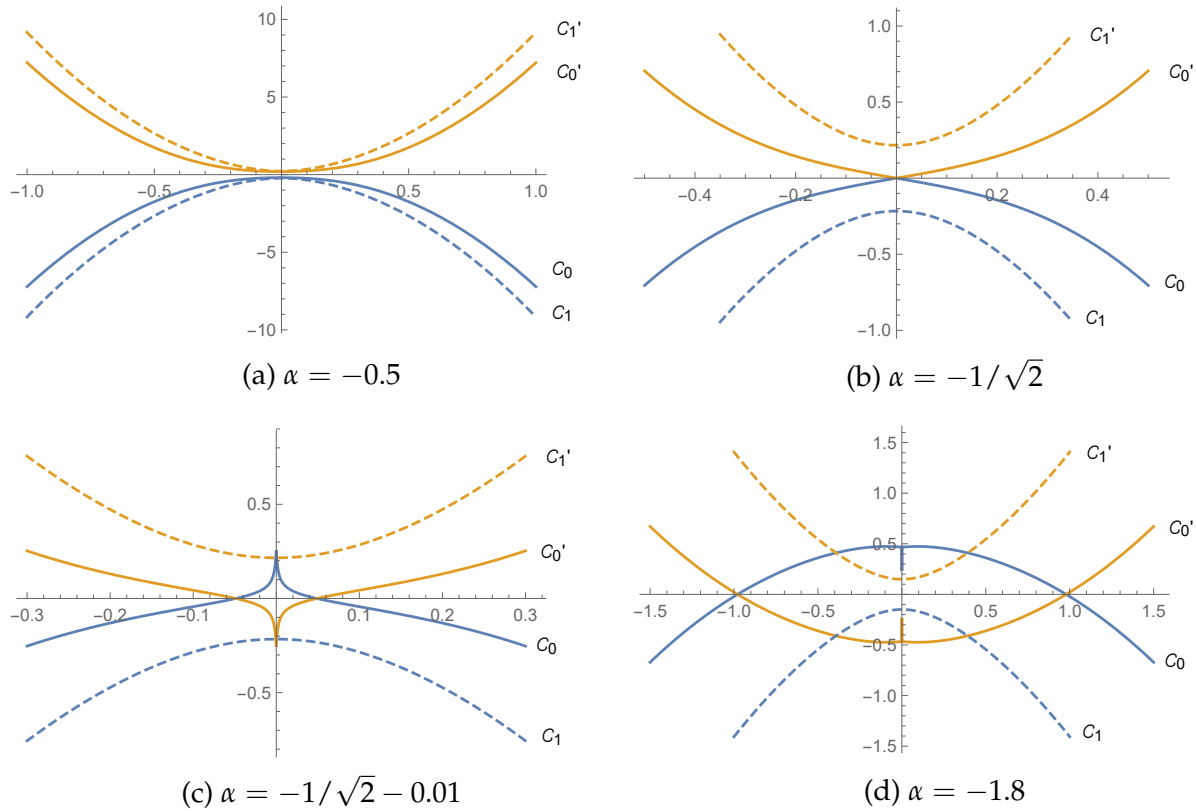 10
C₁'
C₀'
5
−1.0 −0.5 0.5 1.0
−5
C₀
C₁
−10
(a) α = −0.5
1.0
C₁'
C₀'
0.5
−0.4 −0.2 0.2 0.4
−0.5
C₀
C₁
−1.0
(b) α = −1/√2
C₁'
0.5
C₀'
−0.3 −0.2 −0.1 0.1 0.2 0.3
C₀
−0.5
C₁
(c) α = −1/√2 − 0.01
1.5
C₁'
1.0
C₀'
0.5
−1.5 −1.0 −0.5 0.5 1.0 1.5
−0.5
C₀
−1.0
C₁
−1.5
(d) α = −1.8